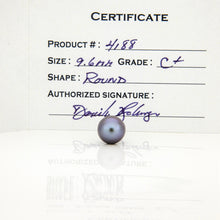 CERTIFICATE
PRODUCT #: 4188
SIZE: 9.6mm GRADE: C+
SHAPE: ROUND
AUTHORIZED SIGNATURE: